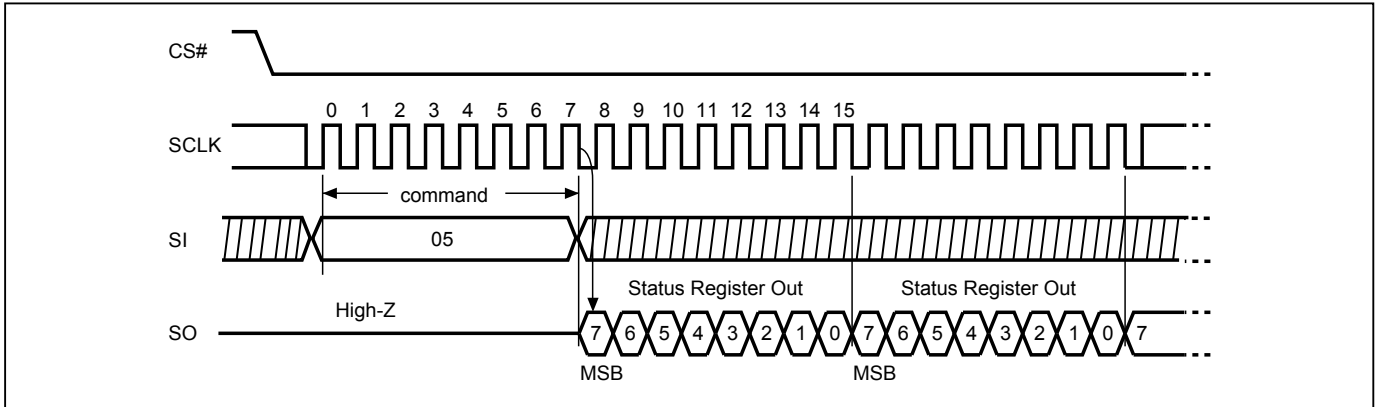 CS#
0 1 2 3 4 5 6 7 8 9 10 11 12 13 14 15
SCLK
command
SI
05
Status Register Out Status Register Out
High-Z
SO
7 6 5 4 3 2 1 0 7 6 5 4 3 2 1 0 7
MSB MSB